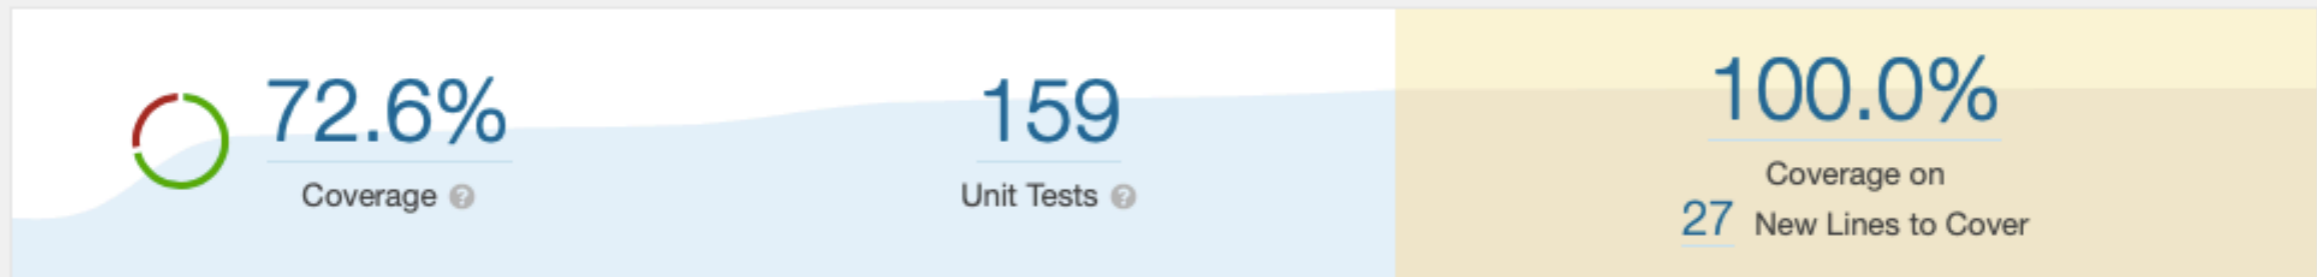 72.6%
Coverage ?
159
Unit Tests ?
100.0%
Coverage on
27 New Lines to Cover